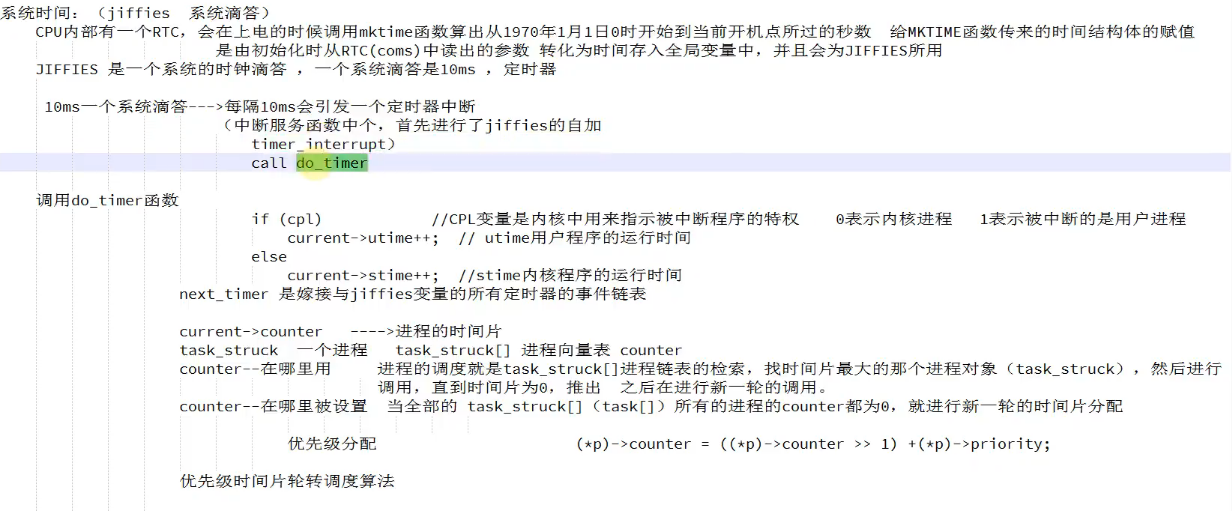 系统时间：（jiffies  系统滴答）
CPU内部有一个RTC，会在上电的时候调用mktime函数算出从1970年1月1日0时开始到当前开机点所过的秒数  给MKTIME函数传来的时间结构体的赋值
是由初始化时从RTC(coms)中读出的参数 转化为时间存入全局变量中，并且会为JIFFIES所用
JIFFIES 是一个系统的时钟滴答 ，一个系统滴答是10ms ，定时器
10ms一个系统滴答--->每隔10ms会引发一个定时器中断
（中断服务函数中个，首先进行了jiffies的自加
timer_interrupt）
call do_timer
调用do_timer函数
if (cpl)            //CPL变量是内核中用来指示被中断程序的特权    0表示内核进程   1表示被中断的是用户进程
current->utime++;  // utime用户程序的运行时间
else
current->stime++;  //stime内核程序的运行时间
next_timer 是嫁接与jiffies变量的所有定时器的事件链表
current->counter   ---->进程的时间片
task_struct  一个进程   task_struct[] 进程向量表 counter
counter--在哪里用     进程的调度就是task_struct[]进程链表的检索，找时间片最大的那个进程对象（task_struct），然后进行
调用，直到时间片为0，推出  之后在进行新一轮的调用。
counter--在哪里被设置  当全部的 task_struct[]（task[]）所有的进程的counter都为0，就进行新一轮的时间片分配
优先级分配                      (*p)->counter = ((*p)->counter >> 1) +(*p)->priority;
优先级时间片轮转调度算法